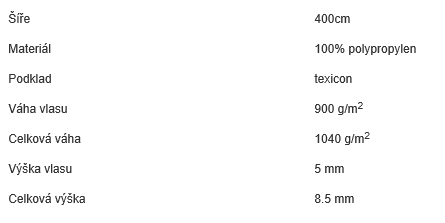 Šíře 400cm
Materiál 100% polypropylen
Podklad texicon
Váha vlasu 900 g/m²
Celková váha 1040 g/m²
Výška vlasu 5 mm
Celková výška 8.5 mm